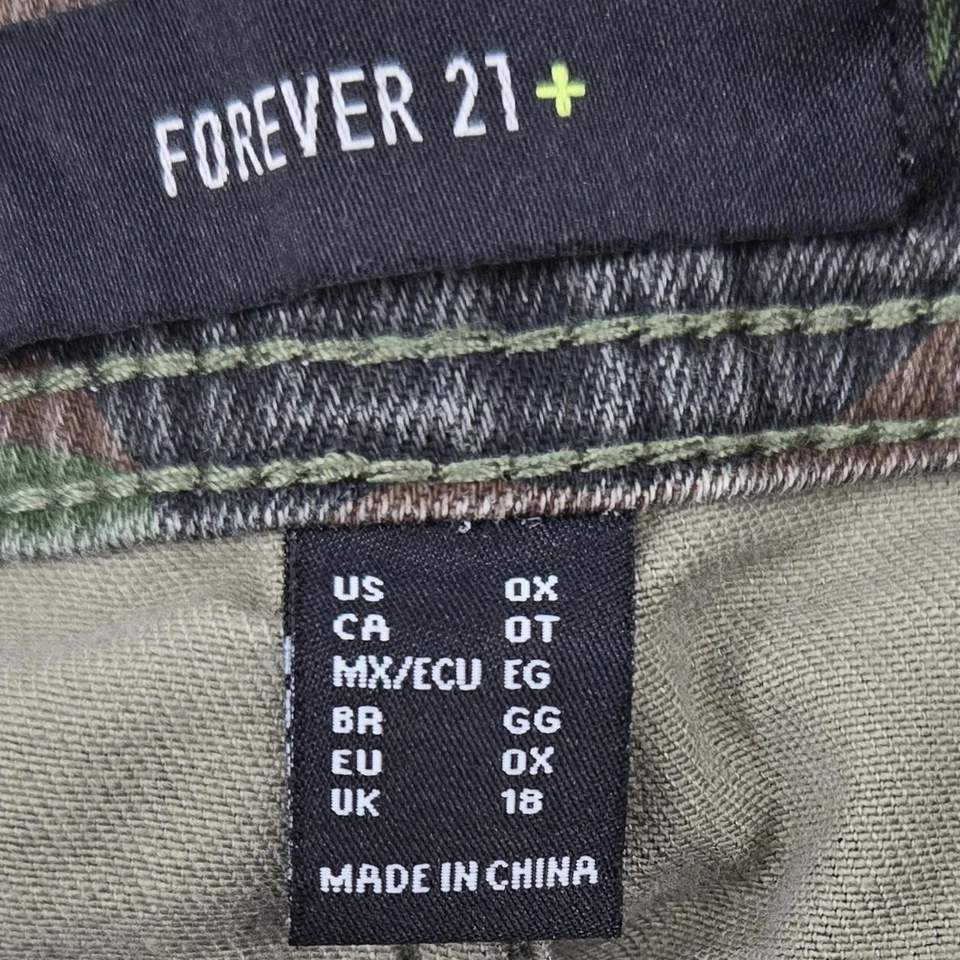 FOREVER 21+
US 0X
CA 0T
MX/ECU EG
BR GG
EU 0X
UK 18
MADE IN CHINA